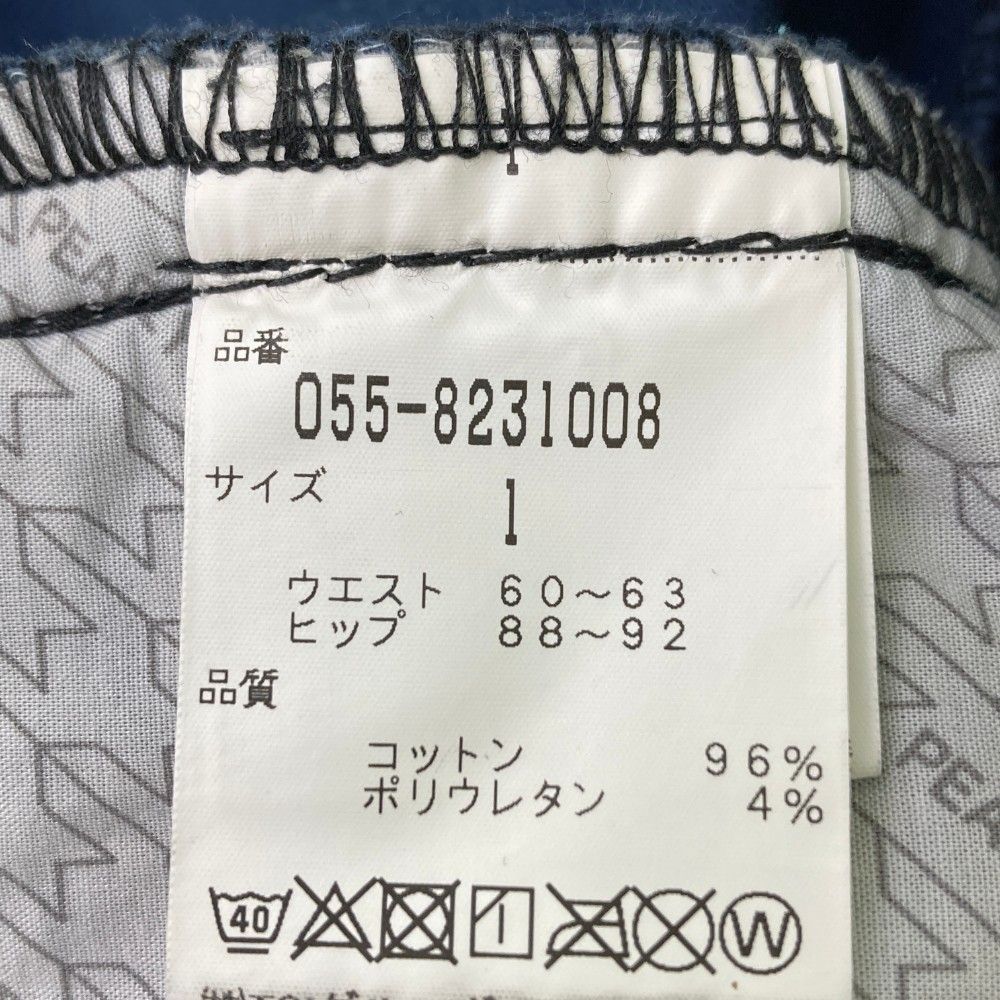 品番
055-8231008
サイズ
1
ウエスト 60～63
ヒップ 88～92
品質
コットン 96%
ポリウレタン 4%
40
W
PEA